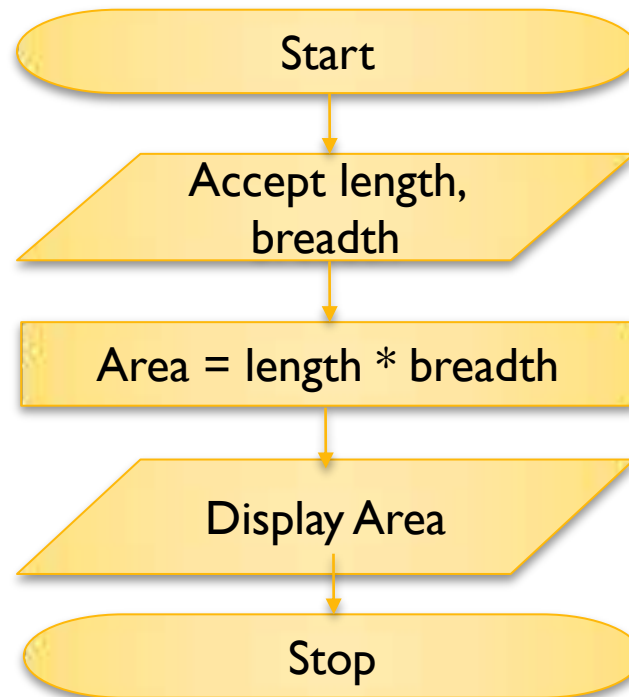 Start
Accept length,
breadth
Area = length * breadth
Display Area
Stop